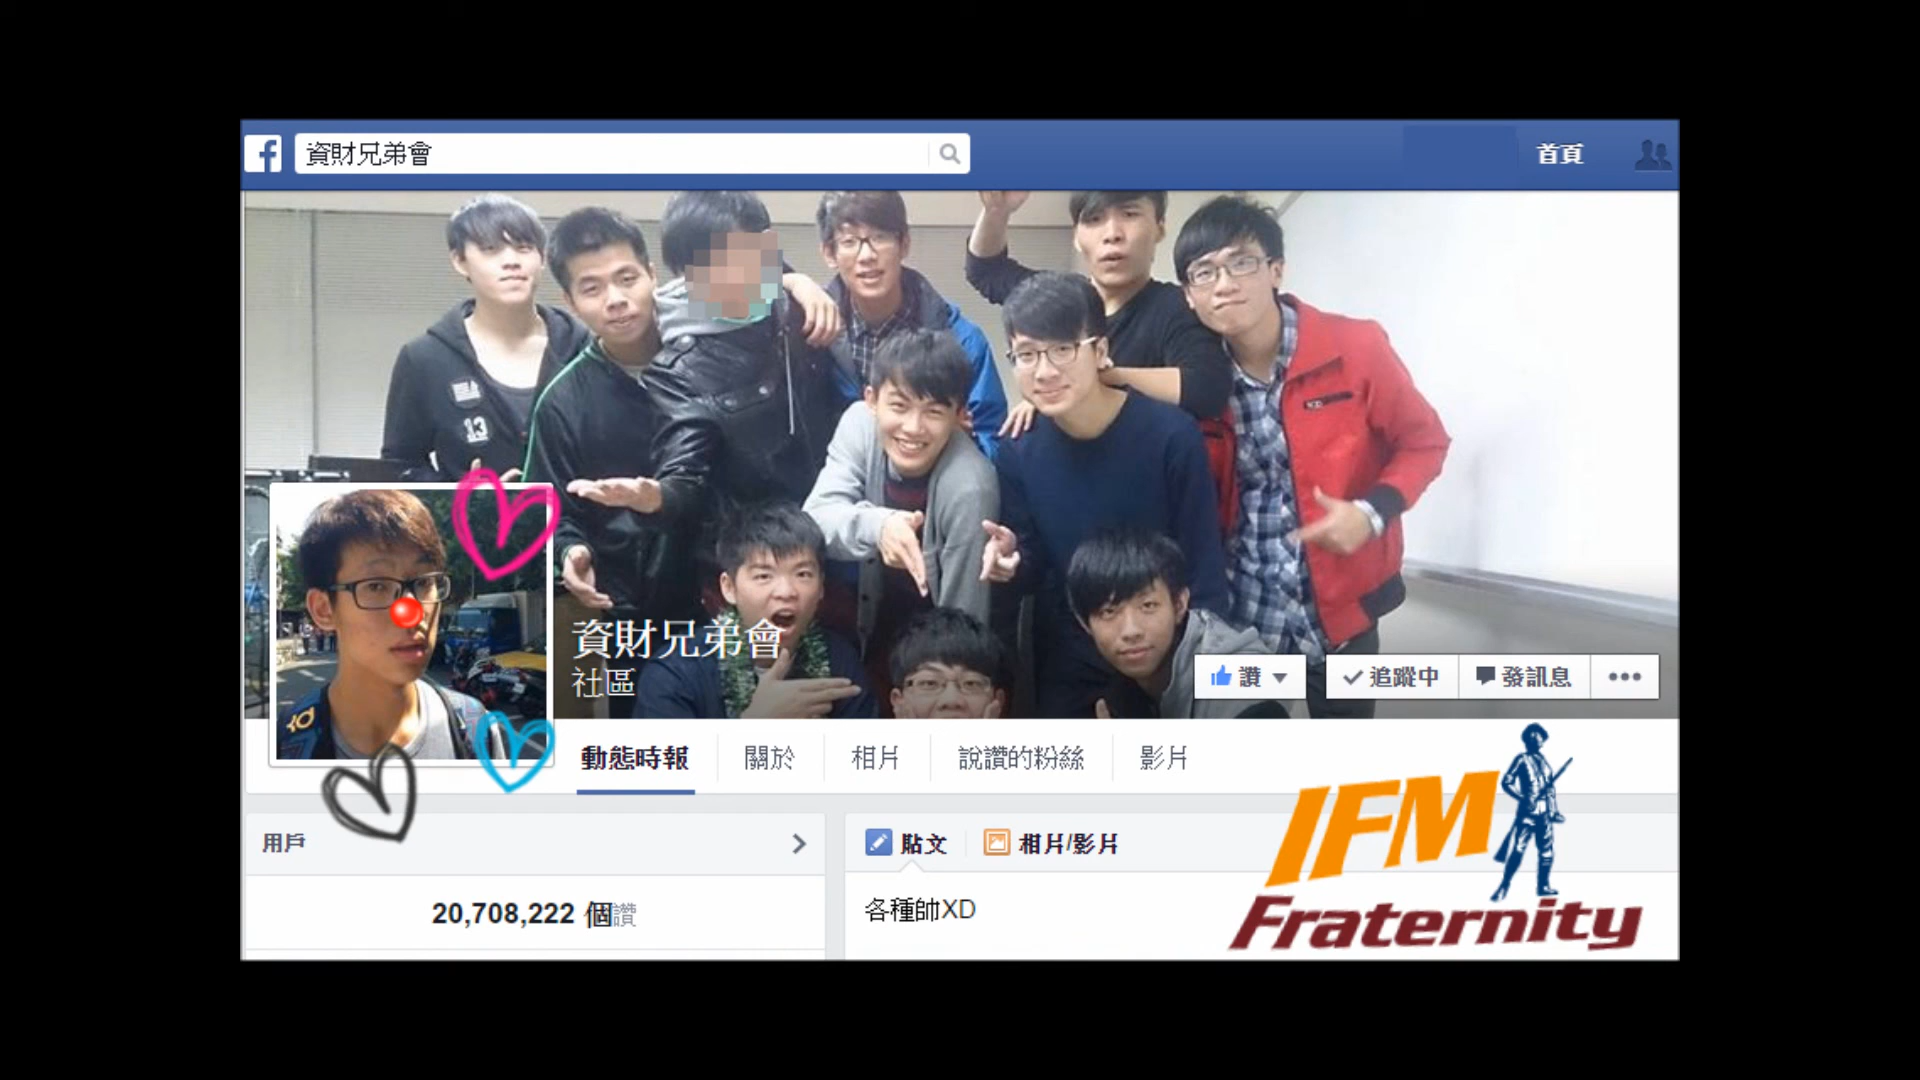 資財兄弟會
首頁
13
資財兄弟會
社區
讚
追蹤中
發訊息
動態時報
關於
相片
說讚的粉絲
影片
用戶
貼文
相片/影片
20,708,222 個讚
各種帥XD
IFM
Fraternity